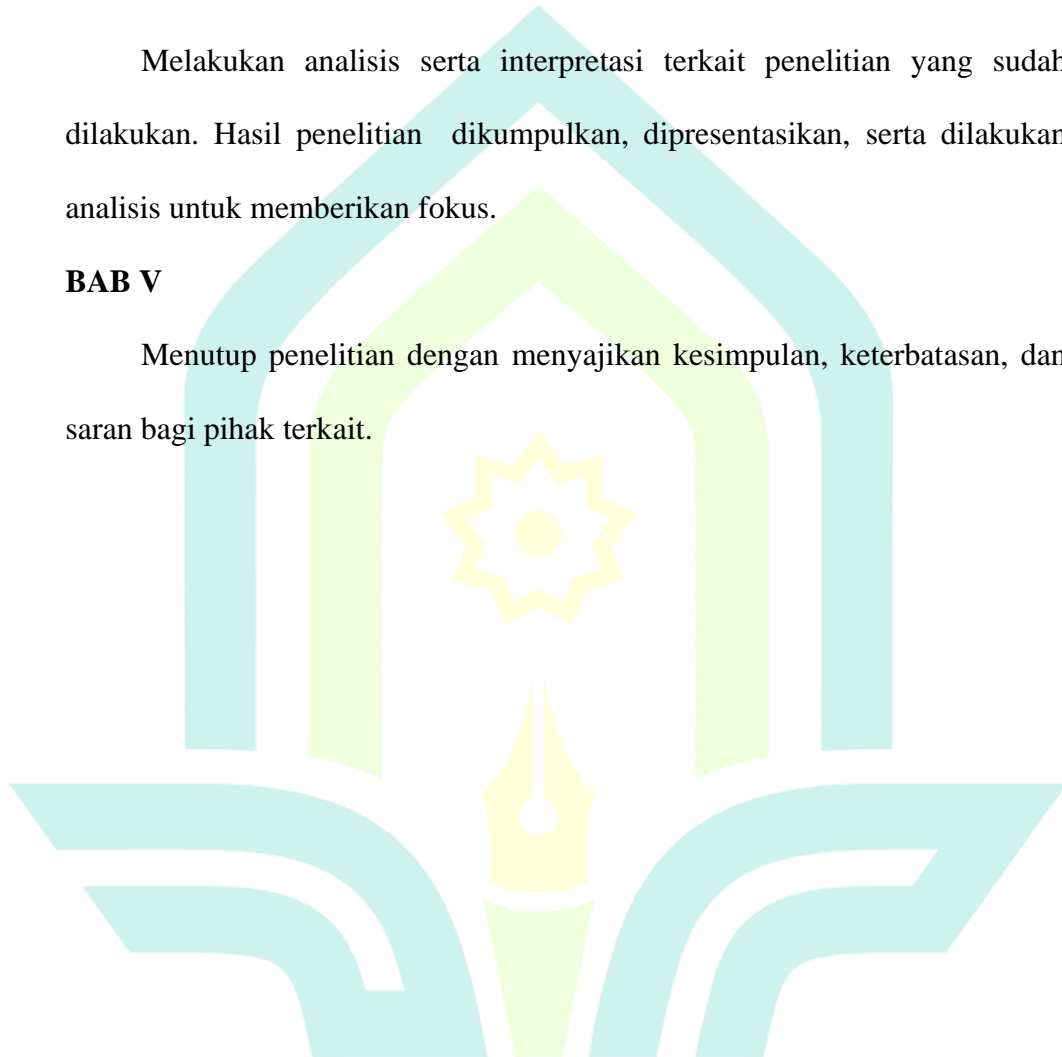 Melakukan analisis serta interpretasi terkait penelitian yang sudah
dilakukan. Hasil penelitian dikumpulkan, dipresentasikan, serta dilakukan
analisis untuk memberikan fokus.
BAB V
Menutup penelitian dengan menyajikan kesimpulan, keterbatasan, dan
saran bagi pihak terkait.